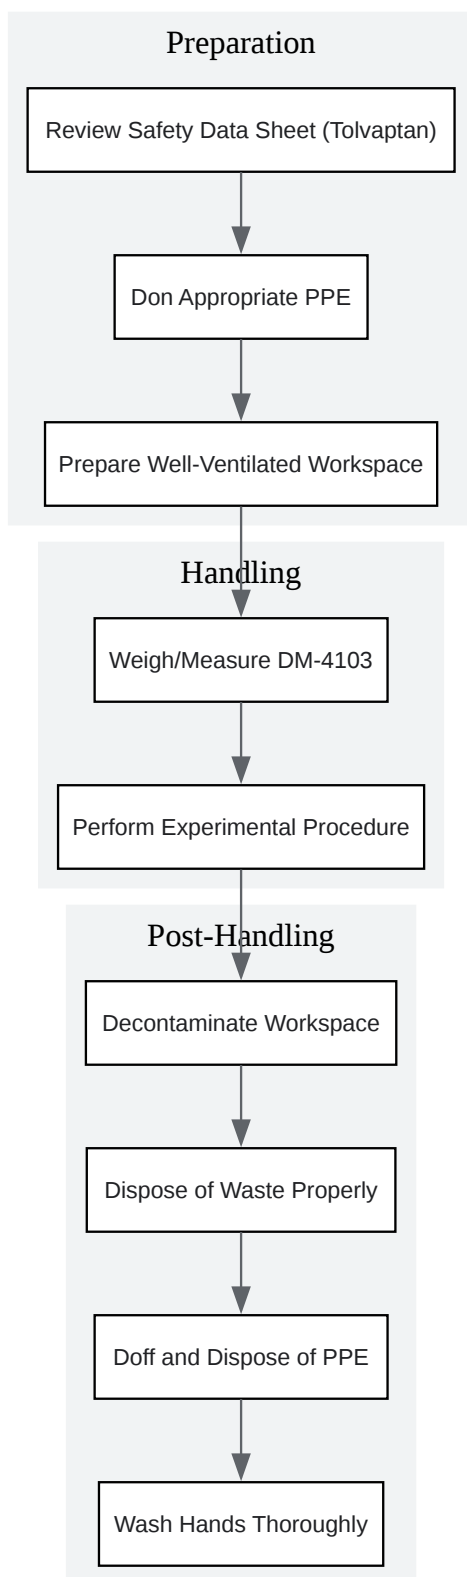 Preparation
Review Safety Data Sheet (Tolvaptan)
Don Appropriate PPE
Prepare Well-Ventilated Workspace
Handling
Weigh/Measure DM-4103
Perform Experimental Procedure
Post-Handling
Decontaminate Workspace
Dispose of Waste Properly
Doff and Dispose of PPE
Wash Hands Thoroughly